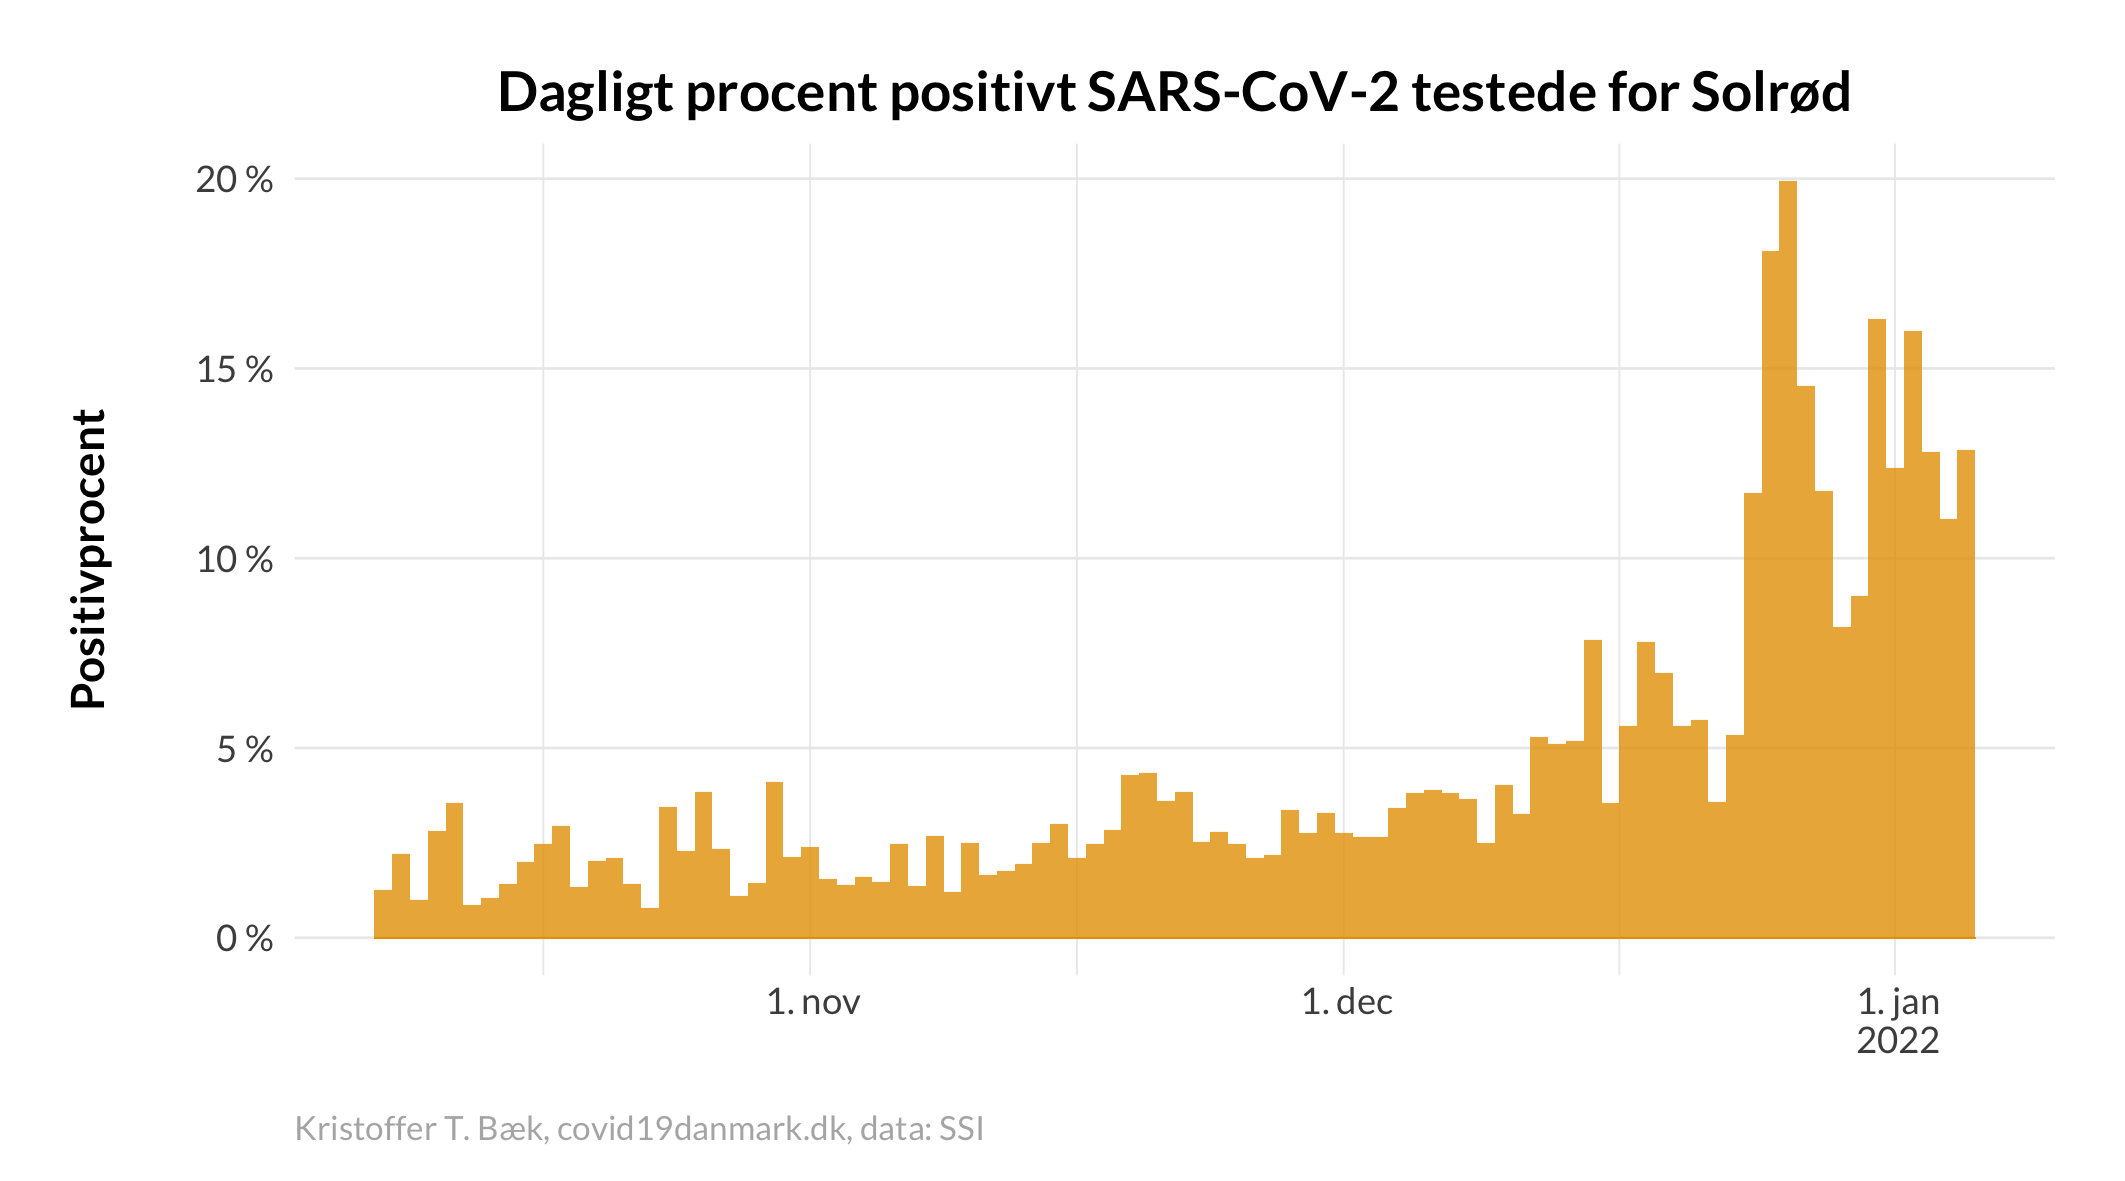 Dagligt procent positivt SARS-CoV-2 testede for Solrød
Positivprocent
20 %
15 %
10 %
5 %
0 %
1. nov
1. dec
1. jan
2022
Kristoffer T. Bæk, covid19danmark.dk, data: SSI